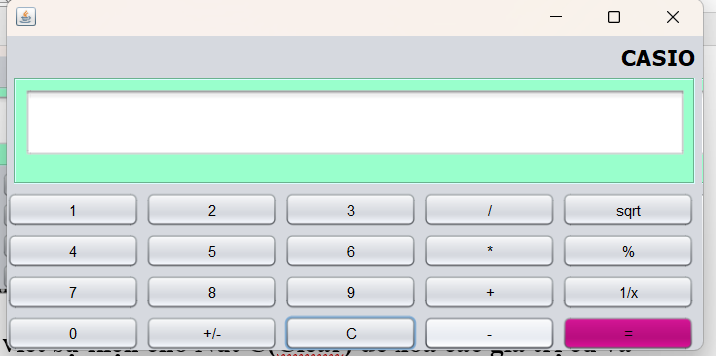 CASIO
1 2 3 / sqrt
4 5 6 * %
7 8 9 + 1/x
0 +/- C - =